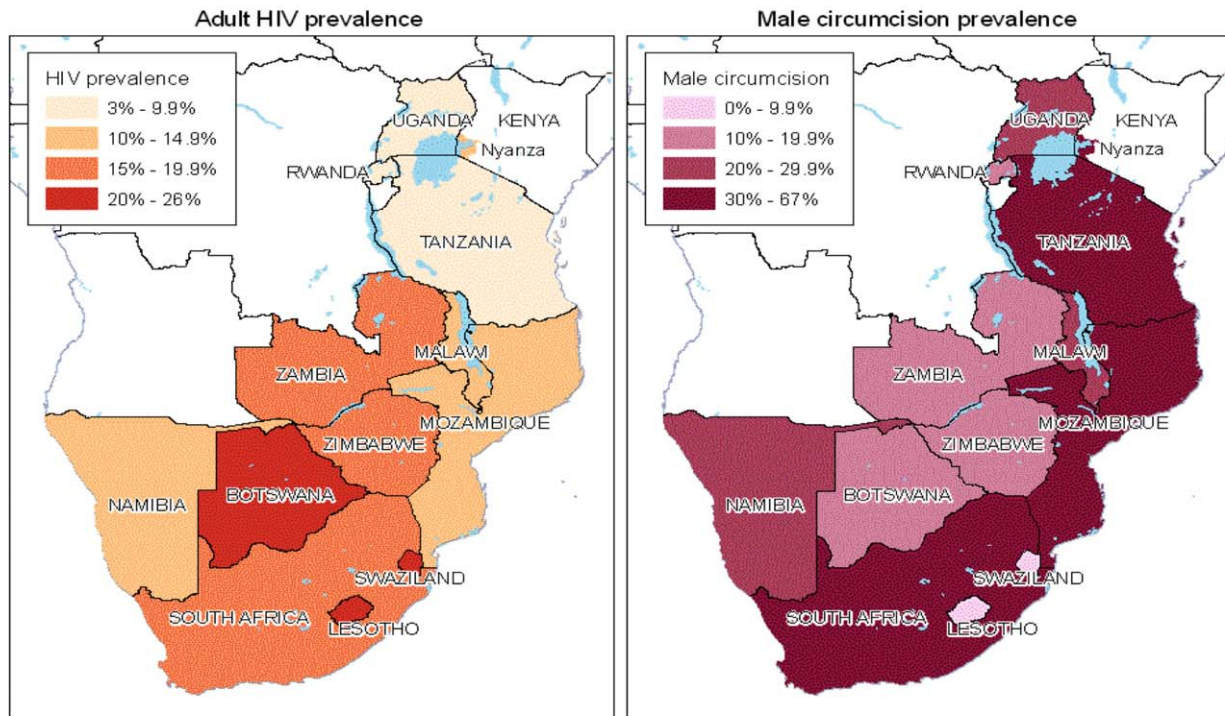 Adult HIV prevalence
HIV prevalence
3% - 9.9%
10% - 14.9%
15% - 19.9%
20% - 26%
UGANDA
KENYA
Nyanza
RWANDA
TANZANIA
MALAWI
ZAMBIA
MOZAMBIQUE
ZIMBABWE
NAMIBIA
BOTSWANA
SWAZILAND
SOUTH AFRICA
LESOTHO
Male circumcision prevalence
Male circumcision
0% - 9.9%
10% - 19.9%
20% - 29.9%
30% - 67%
UGANDA
KENYA
Nyanza
RWANDA
TANZANIA
MALAWI
ZAMBIA
MOZAMBIQUE
ZIMBABWE
NAMIBIA
BOTSWANA
SWAZILAND
SOUTH AFRICA
LESOTHO